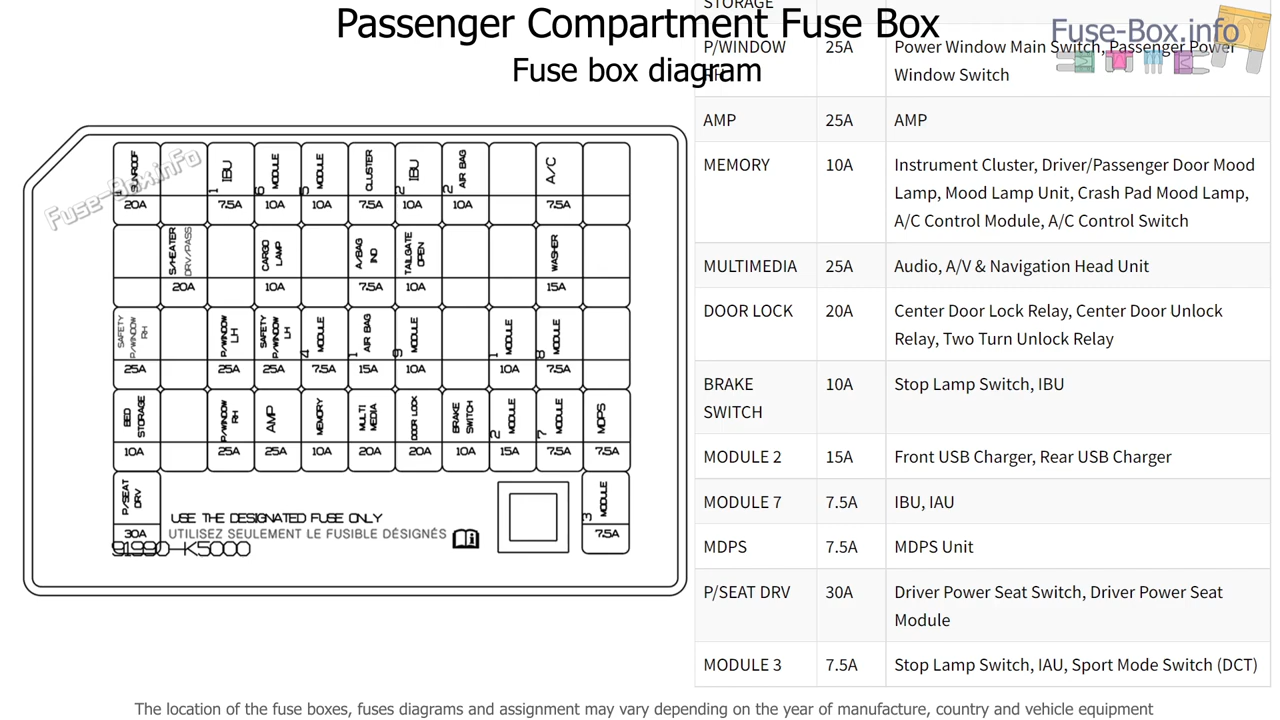 Passenger Compartment Fuse Box
Fuse box diagram
Fuse-Box.info
Fuse-Box.info
1 SUNROOF
1 IBU
6 MODULE
5 MODULE
CLUSTER
2 IBU
2 AIR BAG
A/C
20A 7.5A 10A 10A 7.5A 10A 10A 7.5A
S/HEATER DRV/PASS
CARGO LAMP
A/BAG IND
TAILGATE OPEN
WASHER
20A 10A 7.5A 10A 15A
SAFETY P/WINDOW RH
P/WINDOW LH
SAFETY P/WINDOW LH
4 MODULE
1 AIR BAG
9 MODULE
1 MODULE
8 MODULE
25A 25A 25A 7.5A 15A 10A 10A 7.5A
BED STORAGE
P/WINDOW RH
AMP
MEMORY
MULTI MEDIA
DOOR LOCK
BRAKE SWITCH
2 MODULE
7 MODULE
MDPS
10A 25A 25A 10A 20A 20A 10A 15A 7.5A 7.5A
P/SEAT DRV
3 MODULE
30A 7.5A
USE THE DESIGNATED FUSE ONLY
UTILISEZ SEULEMENT LE FUSIBLE DÉSIGNÉS
91990-K5000
STORAGE
P/WINDOW RH 25A Power Window Main Switch, Passenger Power
Window Switch
AMP 25A AMP
MEMORY 10A Instrument Cluster, Driver/Passenger Door Mood
Lamp, Mood Lamp Unit, Crash Pad Mood Lamp,
A/C Control Module, A/C Control Switch
MULTIMEDIA 25A Audio, A/V & Navigation Head Unit
DOOR LOCK 20A Center Door Lock Relay, Center Door Unlock
Relay, Two Turn Unlock Relay
BRAKE 10A Stop Lamp Switch, IBU
SWITCH
MODULE 2 15A Front USB Charger, Rear USB Charger
MODULE 7 7.5A IBU, IAU
MDPS 7.5A MDPS Unit
P/SEAT DRV 30A Driver Power Seat Switch, Driver Power Seat
Module
MODULE 3 7.5A Stop Lamp Switch, IAU, Sport Mode Switch (DCT)
The location of the fuse boxes, fuses diagrams and assignment may vary depending on the year of manufacture, country and vehicle equipment